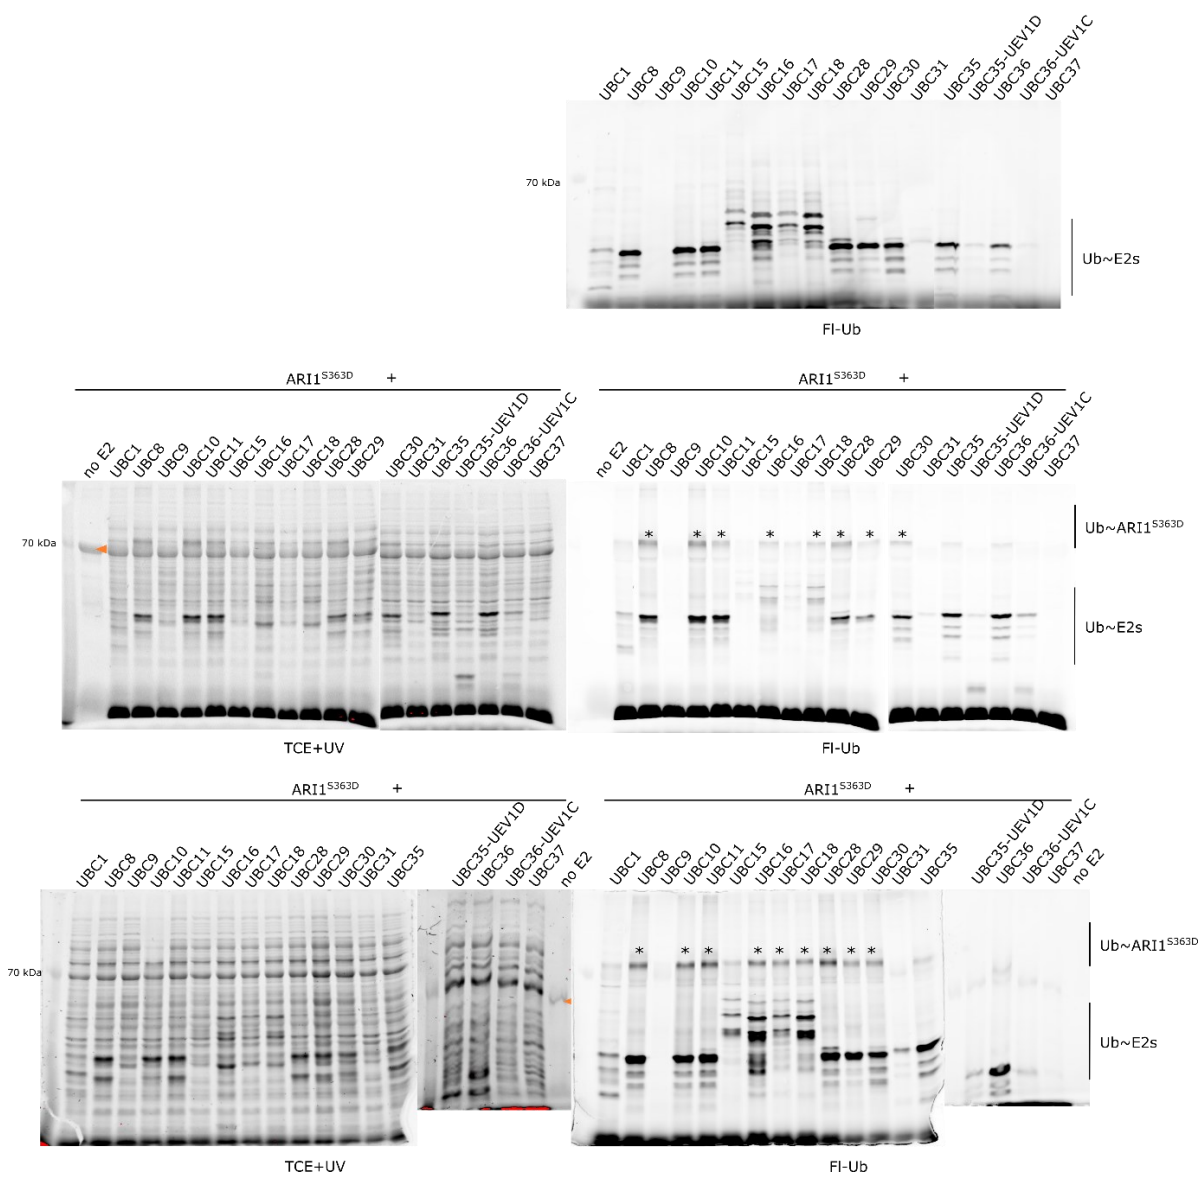 UBC1 UBC8 UBC9 UBC10 UBC11 UBC15 UBC16 UBC17 UBC18 UBC28 UBC29 UBC30 UBC31 UBC35 UBC35-UEV1D UBC36 UBC36-UEV1C UBC37
70 kDa
Ub~E2s
Fl-Ub
ARI1S363D +
ARI1S363D +
no E2 UBC1 UBC8 UBC9 UBC10 UBC11 UBC15 UBC16 UBC17 UBC18 UBC28 UBC29 UBC30 UBC31 UBC35 UBC35-UEV1D UBC36 UBC36-UEV1C UBC37
no E2 UBC1 UBC8 UBC9 UBC10 UBC11 UBC15 UBC16 UBC17 UBC18 UBC28 UBC29 UBC30 UBC31 UBC35 UBC35-UEV1D UBC36 UBC36-UEV1C UBC37
70 kDa
* * * * * * * *
Ub~ARI1S363D
Ub~E2s
TCE+UV
Fl-Ub
ARI1S363D +
ARI1S363D +
UBC1 UBC8 UBC9 UBC10 UBC11 UBC15 UBC16 UBC17 UBC18 UBC28 UBC29 UBC30 UBC31 UBC35 UBC35-UEV1D UBC36 UBC36-UEV1C UBC37 no E2
UBC1 UBC8 UBC9 UBC10 UBC11 UBC15 UBC16 UBC17 UBC18 UBC28 UBC29 UBC30 UBC31 UBC35 UBC35-UEV1D UBC36 UBC36-UEV1C UBC37 no E2
70 kDa
* * * * * * * * *
Ub~ARI1S363D
Ub~E2s
TCE+UV
Fl-Ub